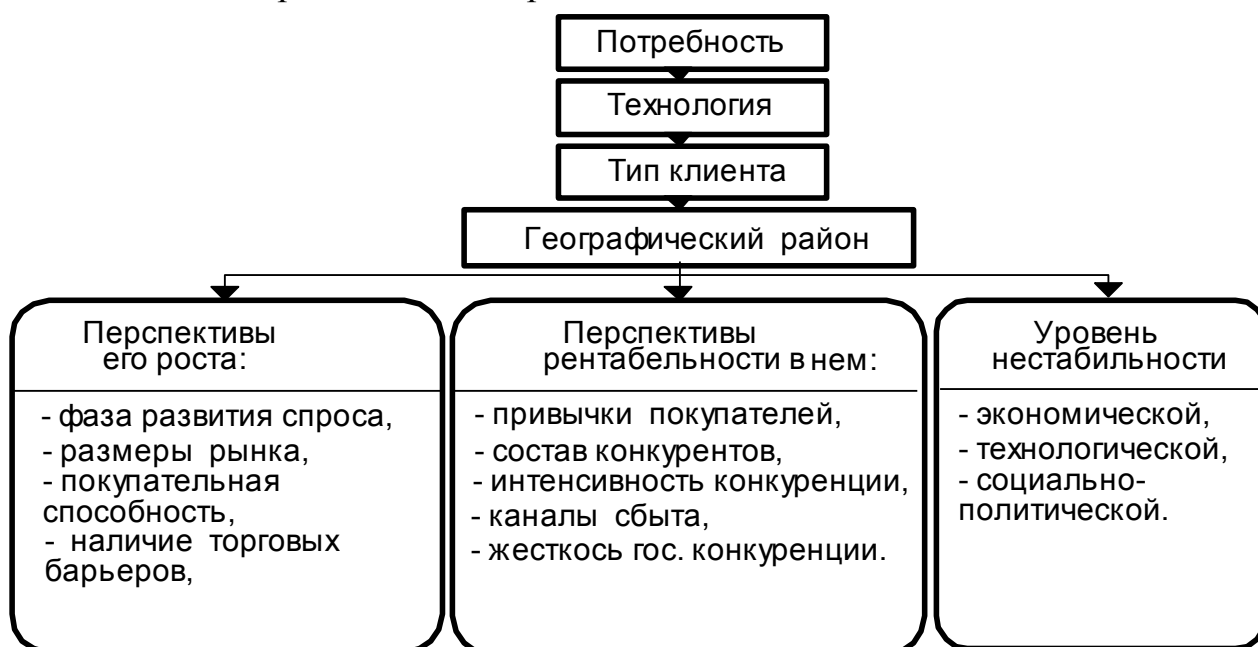 Потребность
Технология
Тип клиента
Географический район
Перспективы
его роста:
- фаза развития спроса,
- размеры рынка,
- покупательная
способность,
- наличие торговых
барьеров,
Перспективы
рентабельности в нем:
- привычки покупателей,
- состав конкурентов,
- интенсивность конкуренции,
- каналы сбыта,
- жесткось гос. конкуренции.
Уровень
нестабильности
- экономической,
- технологической,
- социально-
политической.